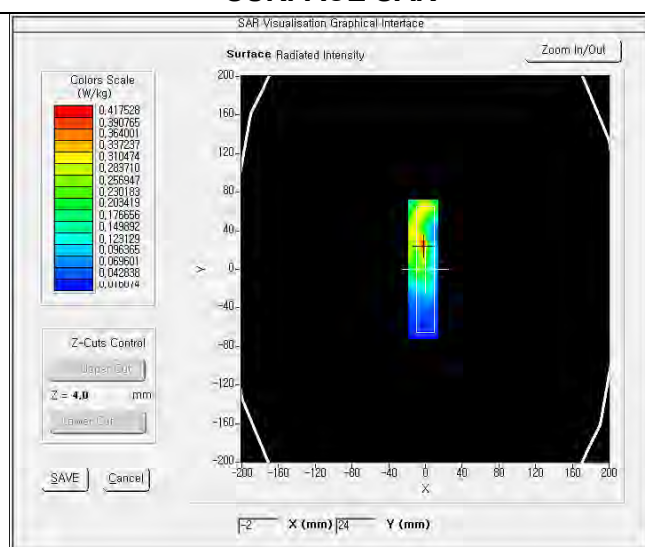 SAR Visualisation Graphical Interface
Surface Radiated Intensity
Zoom In/Out
Colors Scale
(W/kg)
0.417528
0.390765
0.364001
0.337237
0.310474
0.283710
0.256947
0.230183
0.203419
0.176656
0.149892
0.123129
0.096365
0.069601
0.042838
0.016074
Z-Cuts Control
Upper Cut
Z = 4.0 mm
Lower Cut
SAVE
Cancel
200
160
120
80
40
0
-40
-80
-120
-160
-200
Y
-200 -160 -120 -80 -40 0 40 80 120 160 200
X
-2 X (mm) 24 Y (mm)